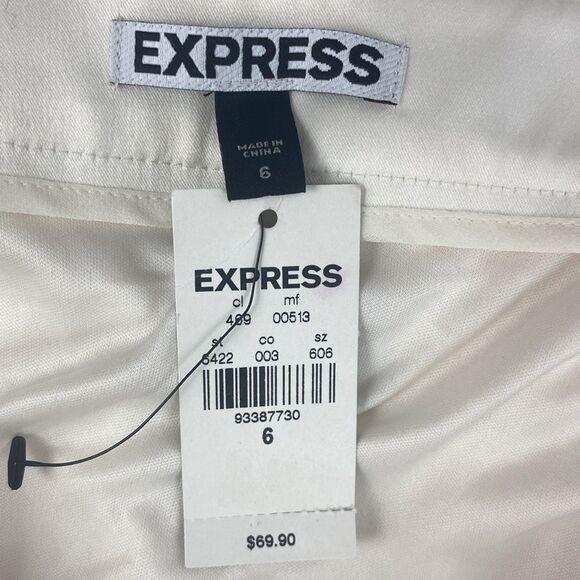 EXPRESS
MADE IN
CHINA
6
EXPRESS
cl mf
469 00513
st co sz
5422 003 606
93387730
6
$69.90